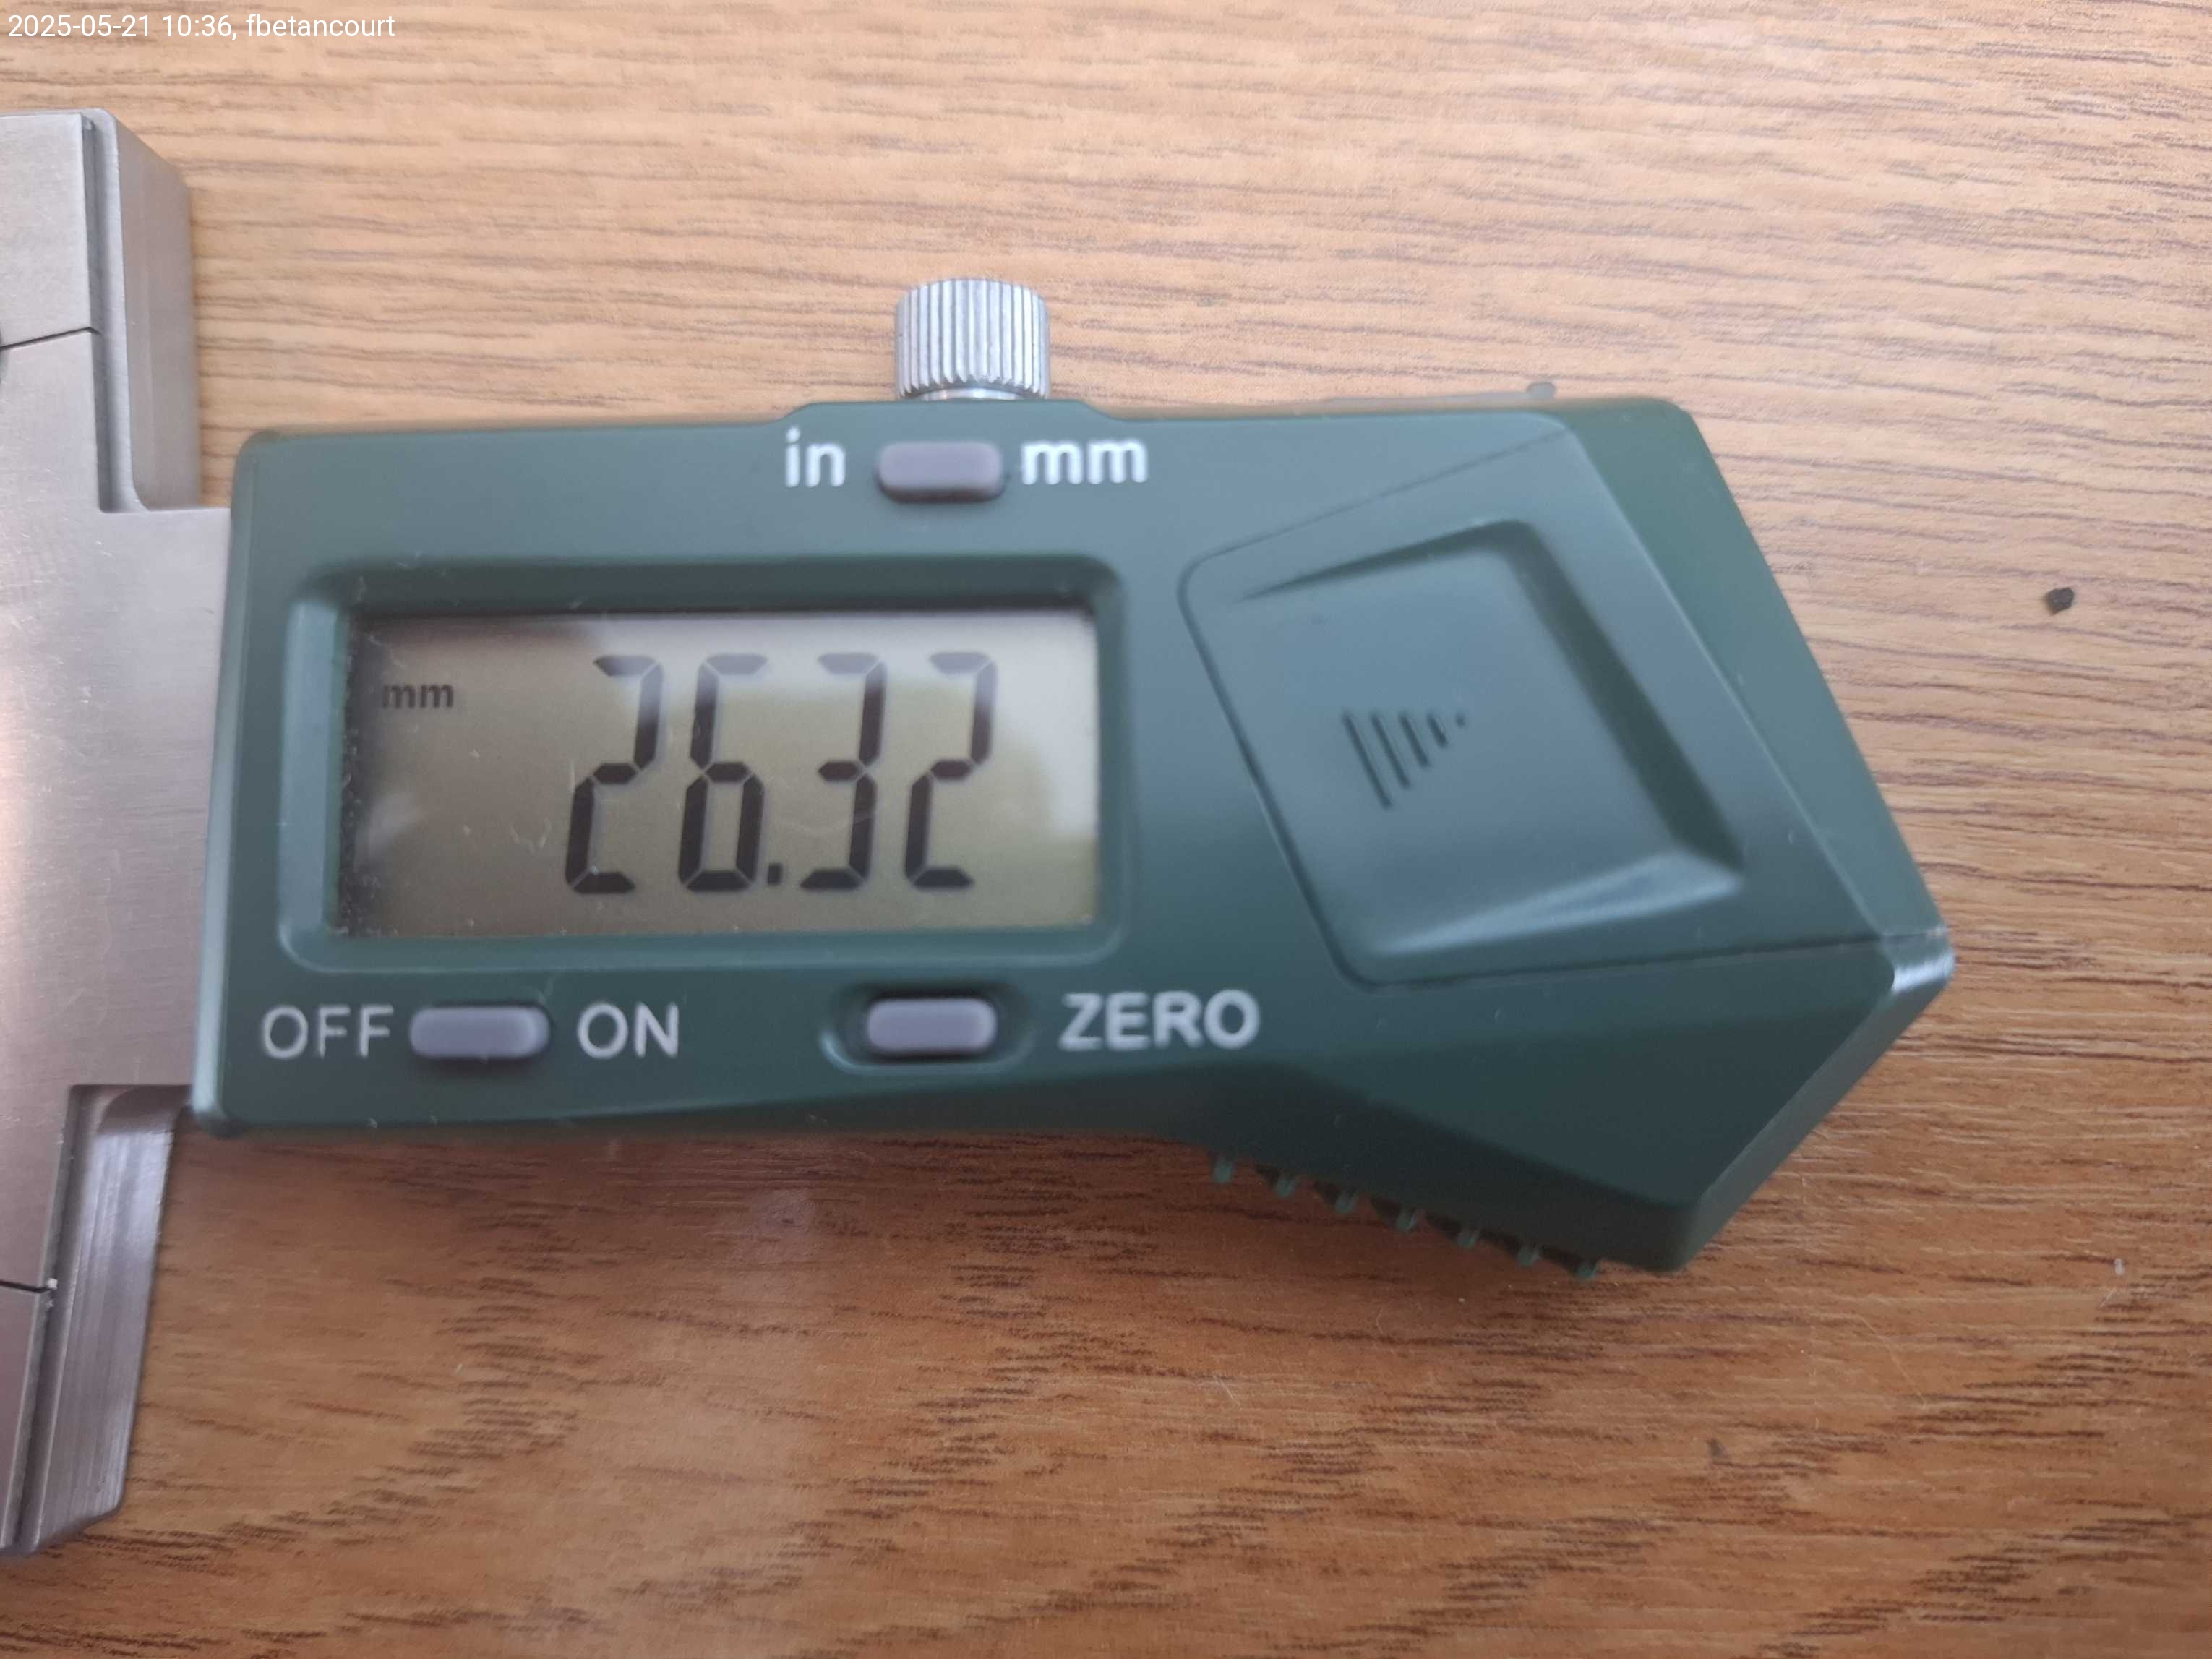 2025-05-21 10:36, fbetancourt
in mm
mm
26.32
OFF ON ZERO